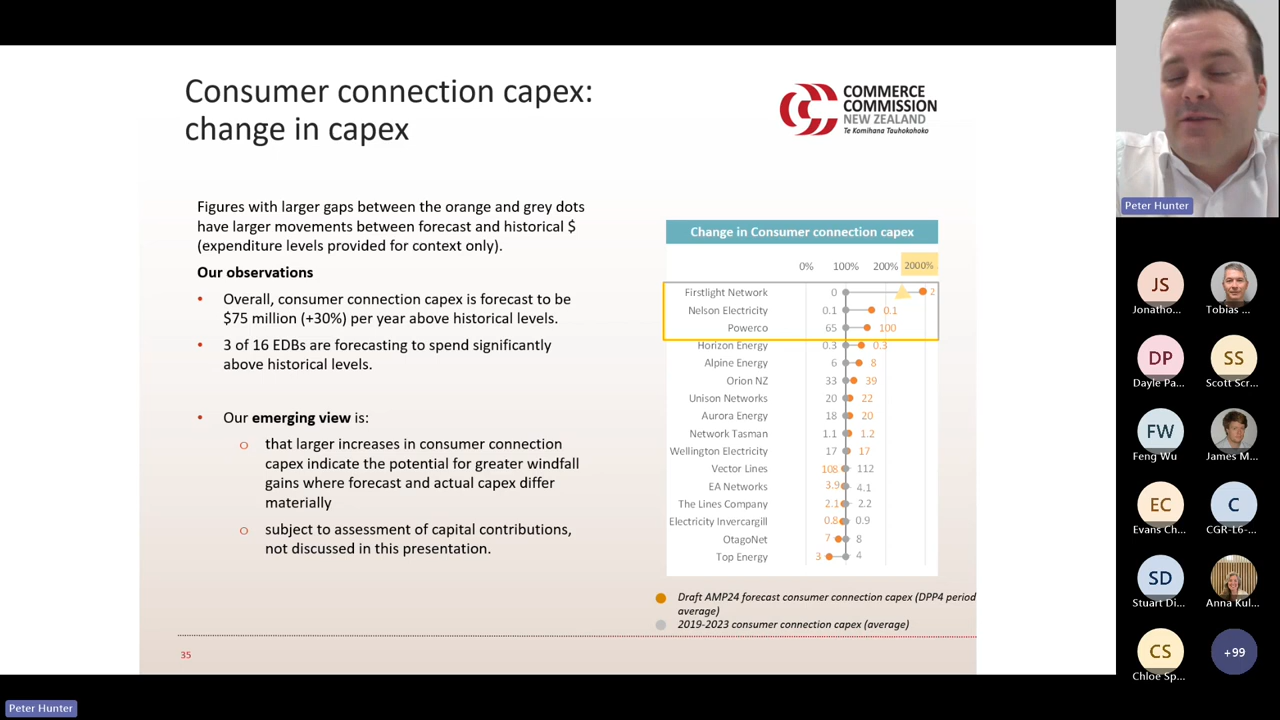 Consumer connection capex:
change in capex
COMMERCE
COMMISSION
NEW ZEALAND
Te Komihana Tauhokohoko
Figures with larger gaps between the orange and grey dots
have larger movements between forecast and historical $
(expenditure levels provided for context only).
Our observations
• Overall, consumer connection capex is forecast to be
$75 million (+30%) per year above historical levels.
• 3 of 16 EDBs are forecasting to spend significantly
above historical levels.
• Our emerging view is:
o that larger increases in consumer connection
capex indicate the potential for greater windfall
gains where forecast and actual capex differ
materially
o subject to assessment of capital contributions,
not discussed in this presentation.
Change in Consumer connection capex
0% 100% 200% 2000%
Firstlight Network 0 2
Nelson Electricity 0.1 0.1
Powerco 65 100
Horizon Energy 0.3 0.3
Alpine Energy 6 8
Orion NZ 33 39
Unison Networks 20 22
Aurora Energy 18 20
Network Tasman 1.1 1.2
Wellington Electricity 17 17
Vector Lines 108 112
EA Networks 3.9 4.1
The Lines Company 2.1 2.2
Electricity Invercargill 0.8 0.9
OtagoNet 7 8
Top Energy 3 4
Draft AMP24 forecast consumer connection capex (DPP4 period
average)
2019-2023 consumer connection capex (average)
35
Peter Hunter
Peter Hunter
JS
Jonatho... Tobias ...
DP SS
Dayle Pa... Scott Scr...
FW
Feng Wu James M...
EC C
Evans Ch... CGR-L6-...
SD
Stuart Di... Anna Kul...
CS +99
Chloe Sp...